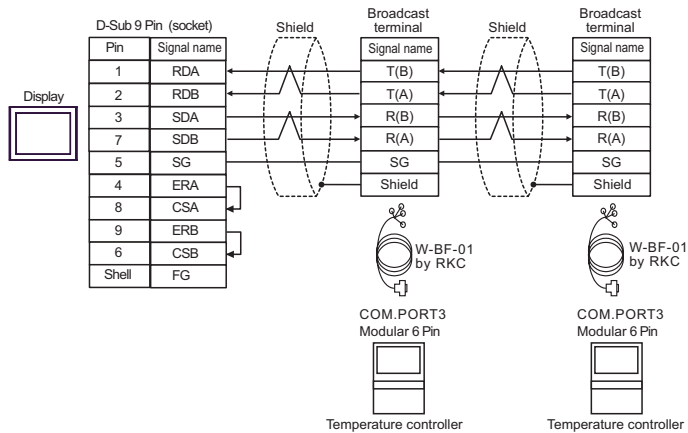 D-Sub 9 Pin (socket)
Shield
Broadcast
terminal
Shield
Broadcast
terminal
Pin Signal name Signal name Signal name
1 RDA T(B) T(B)
2 RDB T(A) T(A)
3 SDA R(B) R(B)
7 SDB R(A) R(A)
5 SG SG SG
4 ERA Shield Shield
8 CSA
9 ERB
6 CSB
Shell FG
Display
W-BF-01
by RKC
W-BF-01
by RKC
COM.PORT3
Modular 6 Pin
COM.PORT3
Modular 6 Pin
Temperature controller
Temperature controller